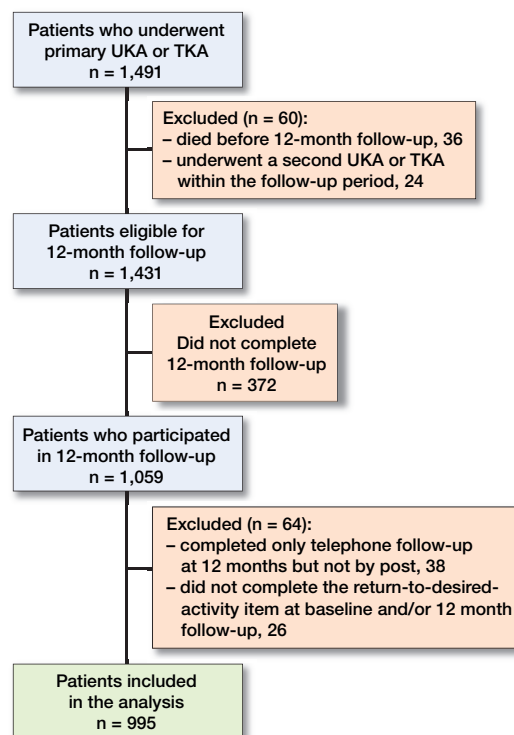 Patients who underwent
primary UKA or TKA
n = 1,491
Excluded (n = 60):
– died before 12-month follow-up, 36
– underwent a second UKA or TKA
within the follow-up period, 24
Patients eligible for
12-month follow-up
n = 1,431
Excluded
Did not complete
12-month follow-up
n = 372
Patients who participated
in 12-month follow-up
n = 1,059
Excluded (n = 64):
– completed only telephone follow-up
at 12 months but not by post, 38
– did not complete the return-to-desired-
activity item at baseline and/or 12 month
follow-up, 26
Patients included
in the analysis
n = 995